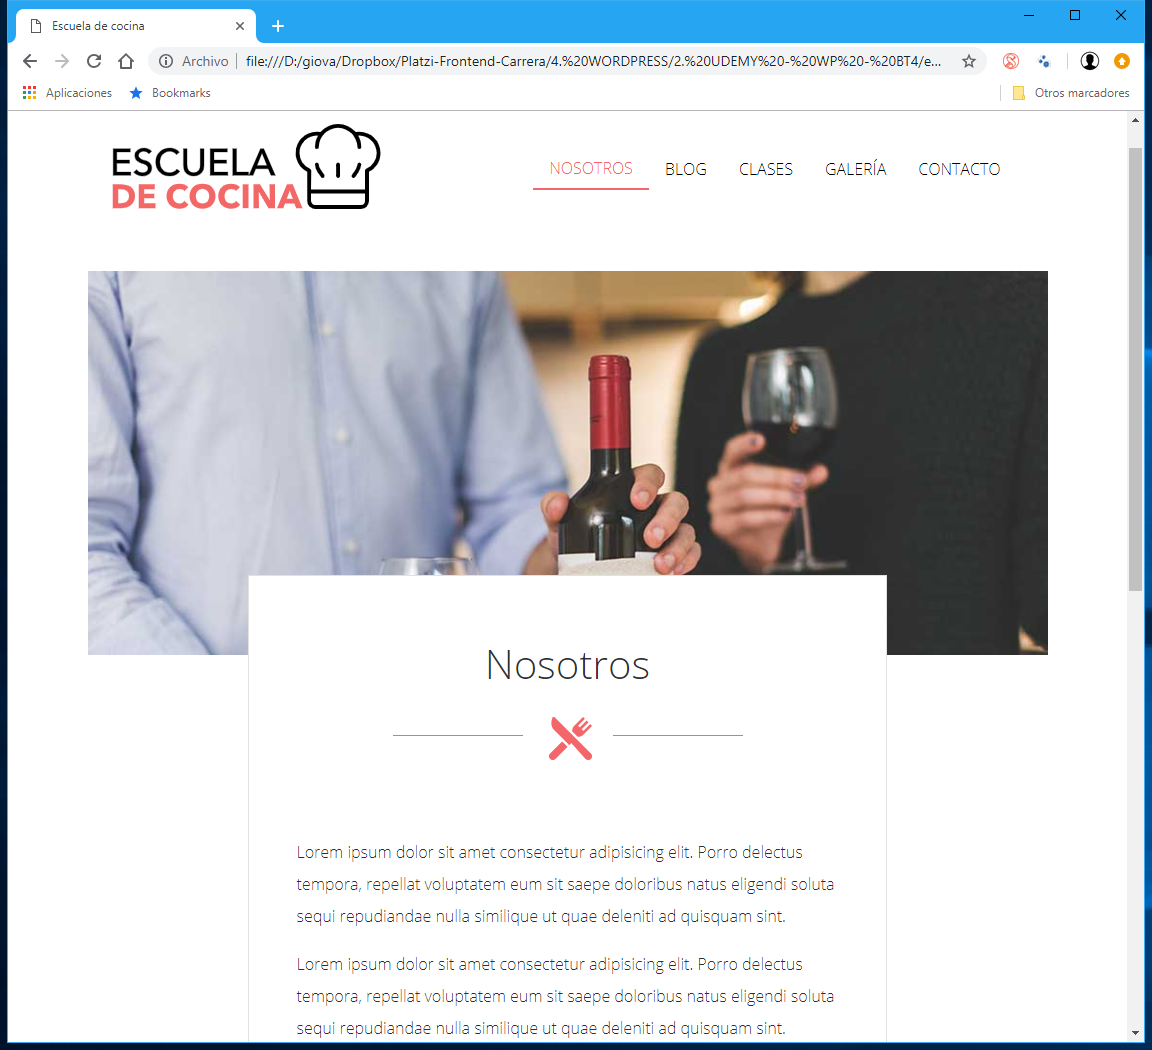 Escuela de cocina
Archivo file:///D:/giova/Dropbox/Platzi-Frontend-Carrera/4.%20WORDPRESS/2.%20UDEMY%20-%20WP%20-%20BT4/e...
Aplicaciones Bookmarks Otros marcadores
ESCUELA
DE COCINA
NOSOTROS BLOG CLASES GALERÍA CONTACTO
Nosotros
Lorem ipsum dolor sit amet consectetur adipisicing elit. Porro delectus
tempora, repellat voluptatem eum sit saepe doloribus natus eligendi soluta
sequi repudiandae nulla similique ut quae deleniti ad quisquam sint.
Lorem ipsum dolor sit amet consectetur adipisicing elit. Porro delectus
tempora, repellat voluptatem eum sit saepe doloribus natus eligendi soluta
sequi repudiandae nulla similique ut quae deleniti ad quisquam sint.